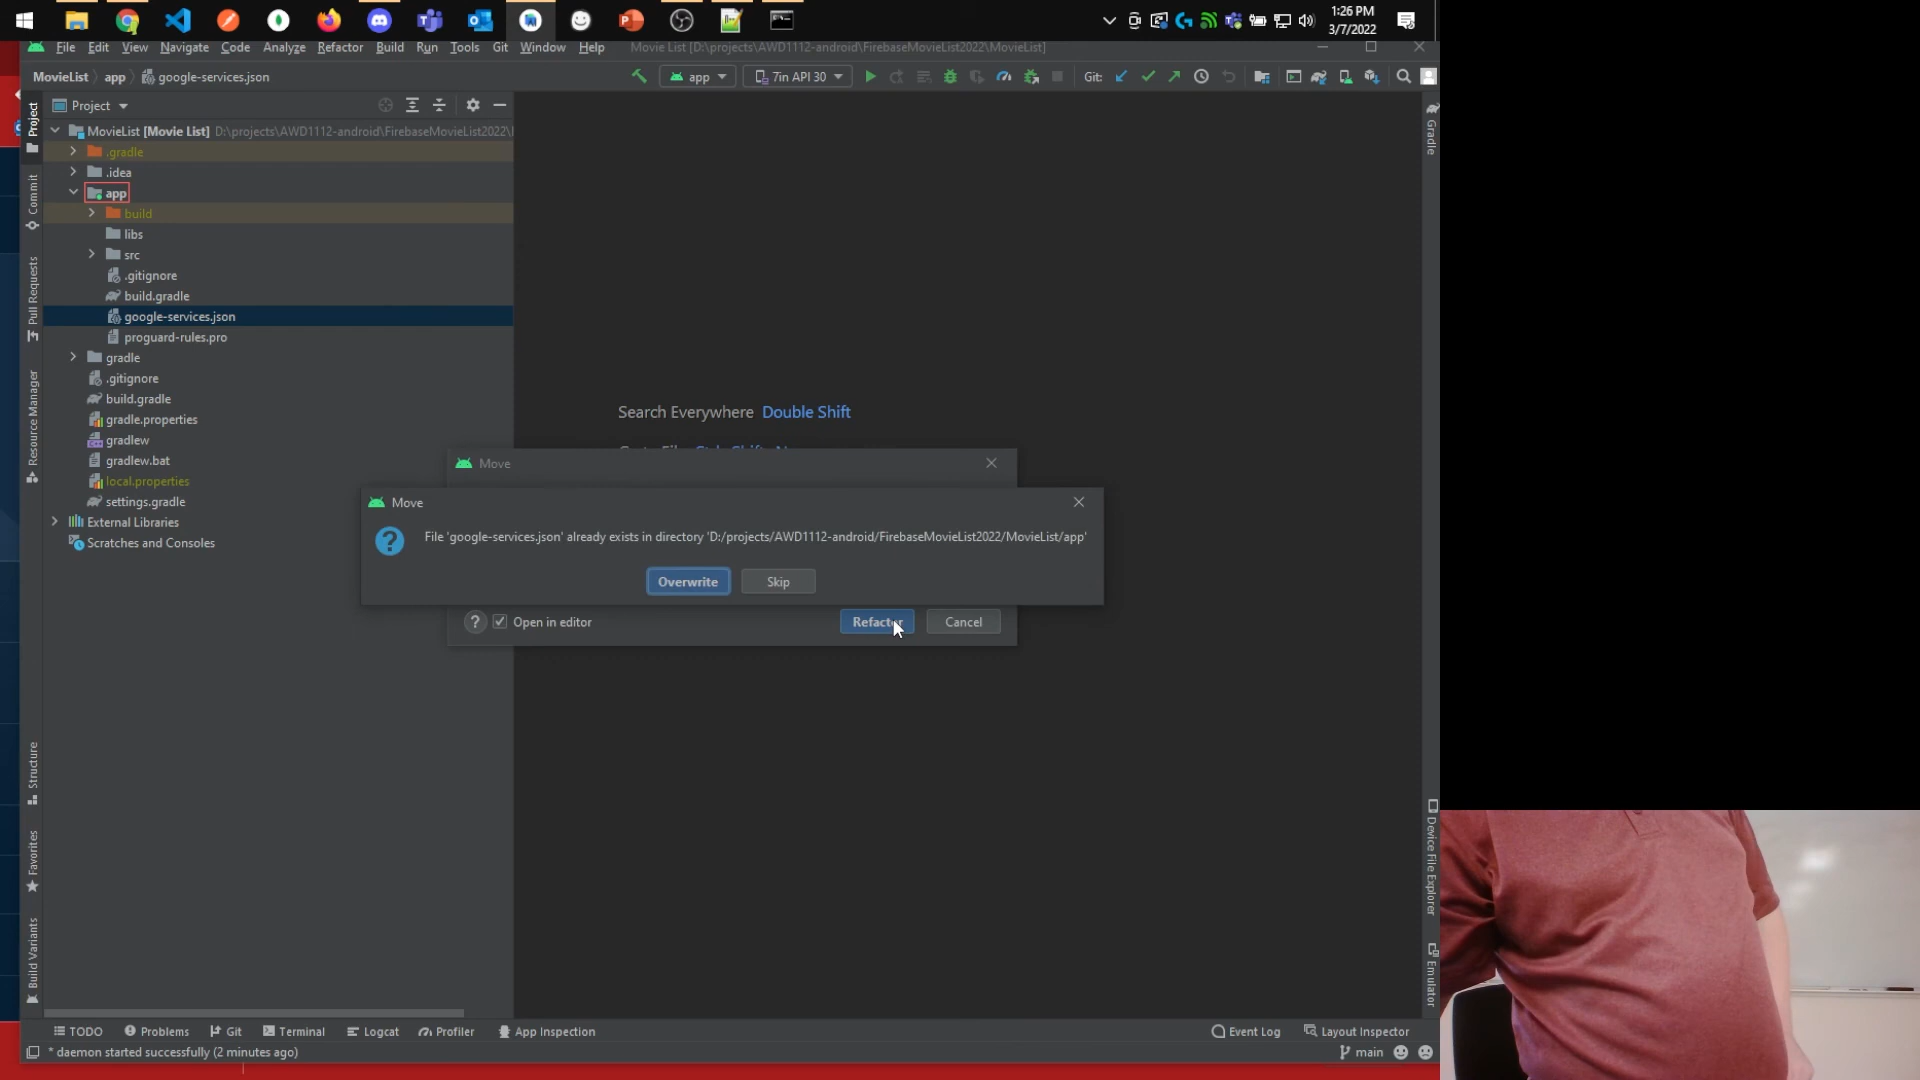 1:26 PM
3/7/2022
File Edit View Navigate Code Analyze Refactor Build Run Tools Git Window Help Movie List [D:\projects\AWD1112-android\FirebaseMovieList2022\MovieList]
MovieList app google-services.json app 7in API 30 Git:
Project
MovieList [Movie List] D:\projects\AWD1112-android\FirebaseMovieList2022\
.gradle
.idea
app
build
libs
src
.gitignore
build.gradle
google-services.json
proguard-rules.pro
gradle
.gitignore
build.gradle
gradle.properties
gradlew
gradlew.bat
local.properties
settings.gradle
External Libraries
Scratches and Consoles
Project
Commit
Pull Requests
Resource Manager
Structure
Favorites
Build Variants
Search Everywhere Double Shift
Move
Move
File 'google-services.json' already exists in directory 'D:/projects/AWD1112-android/FirebaseMovieList2022/MovieList/app'
Overwrite Skip
? Open in editor Refactor Cancel
Gradle
Device File Explorer
Emulator
TODO Problems Git Terminal Logcat Profiler App Inspection Event Log Layout Inspector
* daemon started successfully (2 minutes ago) main